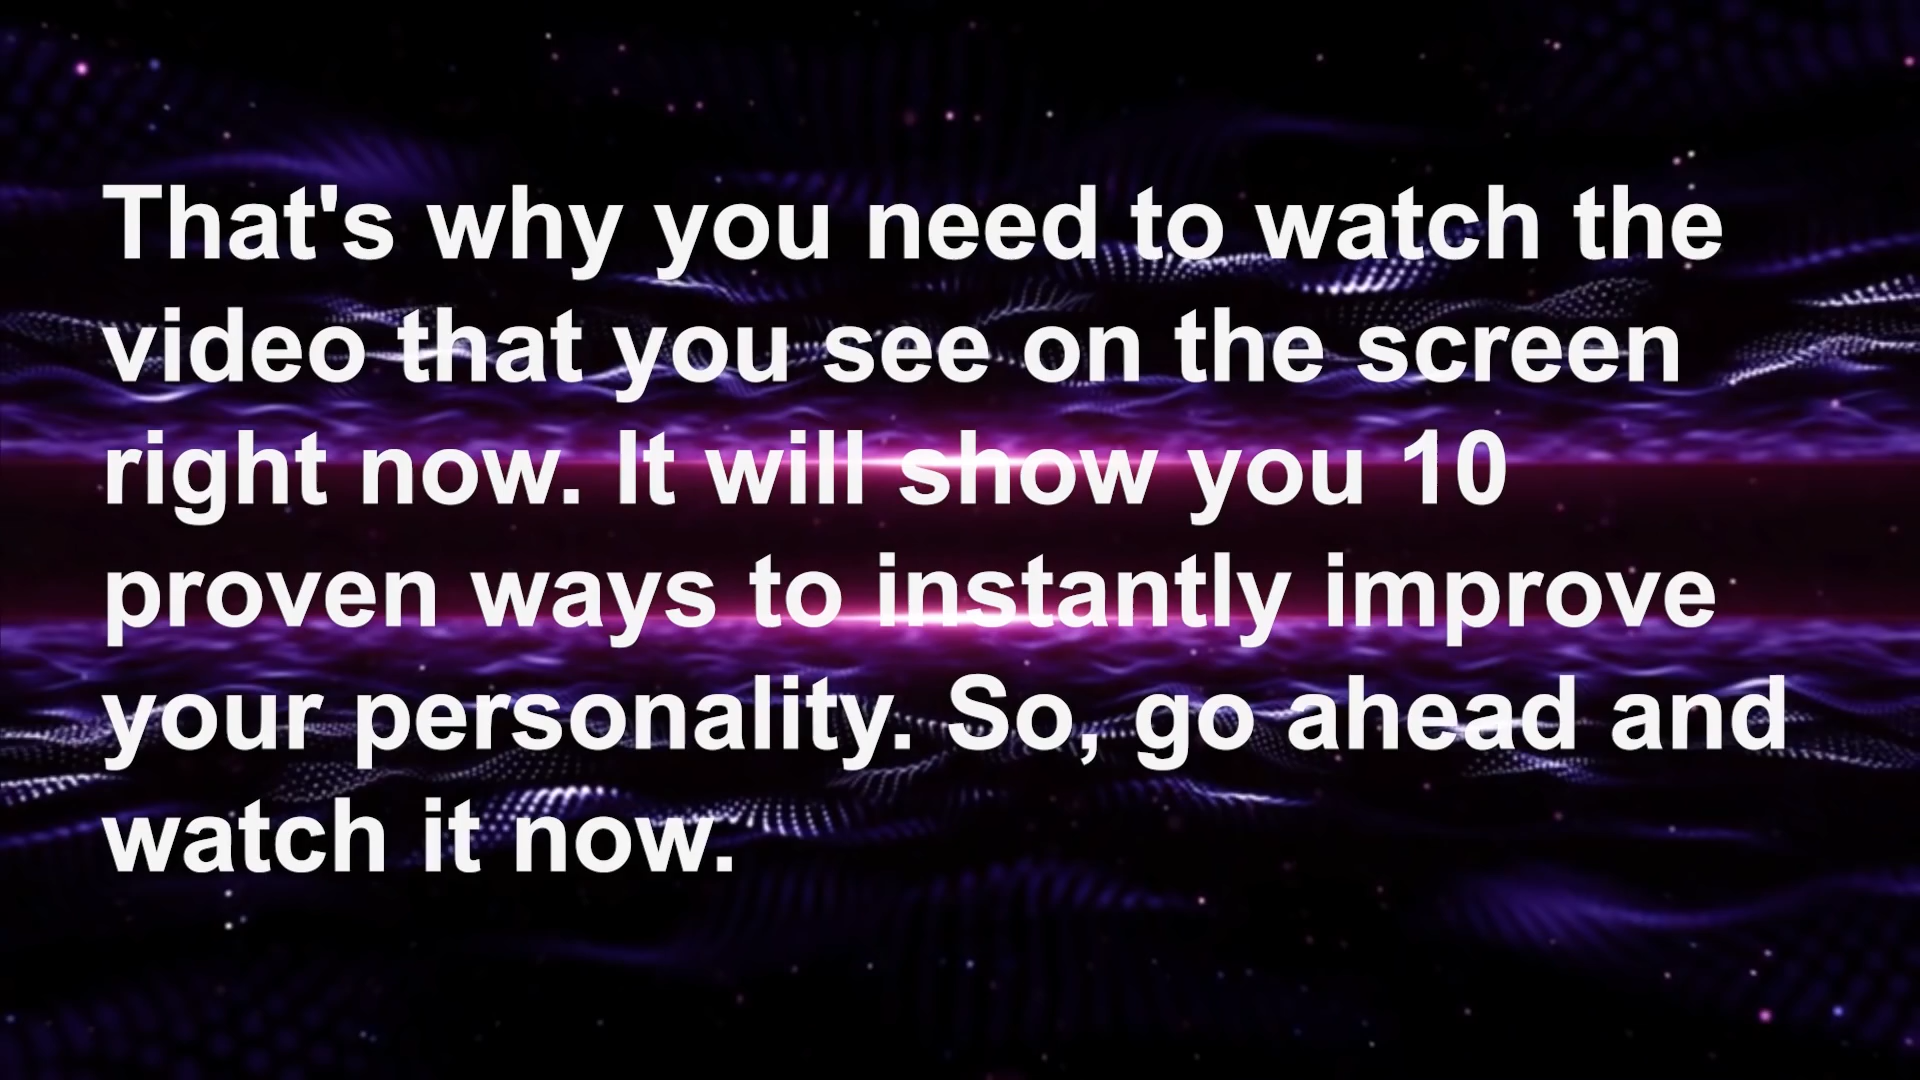 That's why you need to watch the
video that you see on the screen
right now. It will show you 10
proven ways to instantly improve
your personality. So, go ahead and
watch it now.